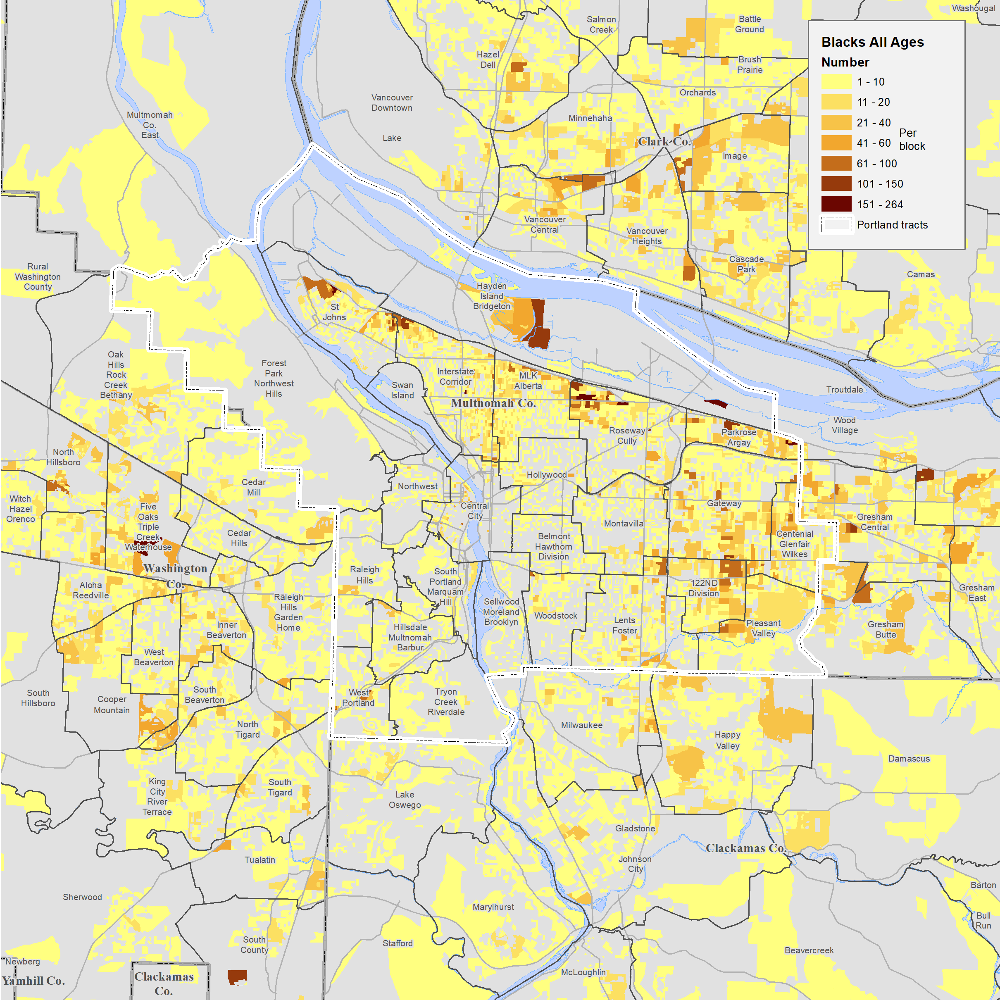 Washougal
Salmon
Creek
Battle
Ground
Blacks All Ages
Number
1 - 10
11 - 20
21 - 40
41 - 60
Per
block
61 - 100
101 - 150
151 - 264
Portland tracts
Hazel
Dell
Brush
Prairie
Orchards
Vancouver
Downtown
Multmomah
Co.
East
Minnehaha
Lake
Clark Co.
Image
Vancouver
Central
Vancouver
Heights
Cascade
Park
Camas
Rural
Washington
County
Hayden
Island
Bridgeton
St
Johns
Oak
Hills
Rock
Creek
Bethany
Forest
Park
Northwest
Hills
Swan
Island
Interstate
Corridor
MLK
Alberta
Multnomah Co.
Troutdale
Wood
Village
Roseway
Cully
Parkrose
Argay
North
Hillsboro
Hollywood
Cedar
Mill
Northwest
Witch
Hazel
Orenco
Five
Oaks
Triple
Creek
Waterhouse
Central
City
Gateway
Gresham
Central
Montavilla
Cedar
Hills
Belmont
Hawthorn
Division
Centenial
Glenfair
Wilkes
Washington
Co.
Raleigh
Hills
South
Portland
Marquam
Hill
Aloha
Reedville
122ND
Division
Gresham
East
Raleigh
Hills
Garden
Home
Sellwood
Moreland
Brooklyn
Woodstock
Lents
Foster
Pleasant
Valley
Gresham
Butte
Inner
Beaverton
Hillsdale
Multnomah
Barbur
West
Beaverton
South
Hillsboro
Cooper
Mountain
South
Beaverton
West
Portland
Tryon
Creek
Riverdale
North
Tigard
Milwaukee
Happy
Valley
Damascus
King
City
River
Terrace
South
Tigard
Lake
Oswego
Gladstone
Clackamas Co.
Tualatin
Johnson
City
Barton
Sherwood
Marylhurst
Bull
Run
South
County
Stafford
Beavercreek
Newberg
Yamhill Co.
Clackamas
Co.
McLoughlin